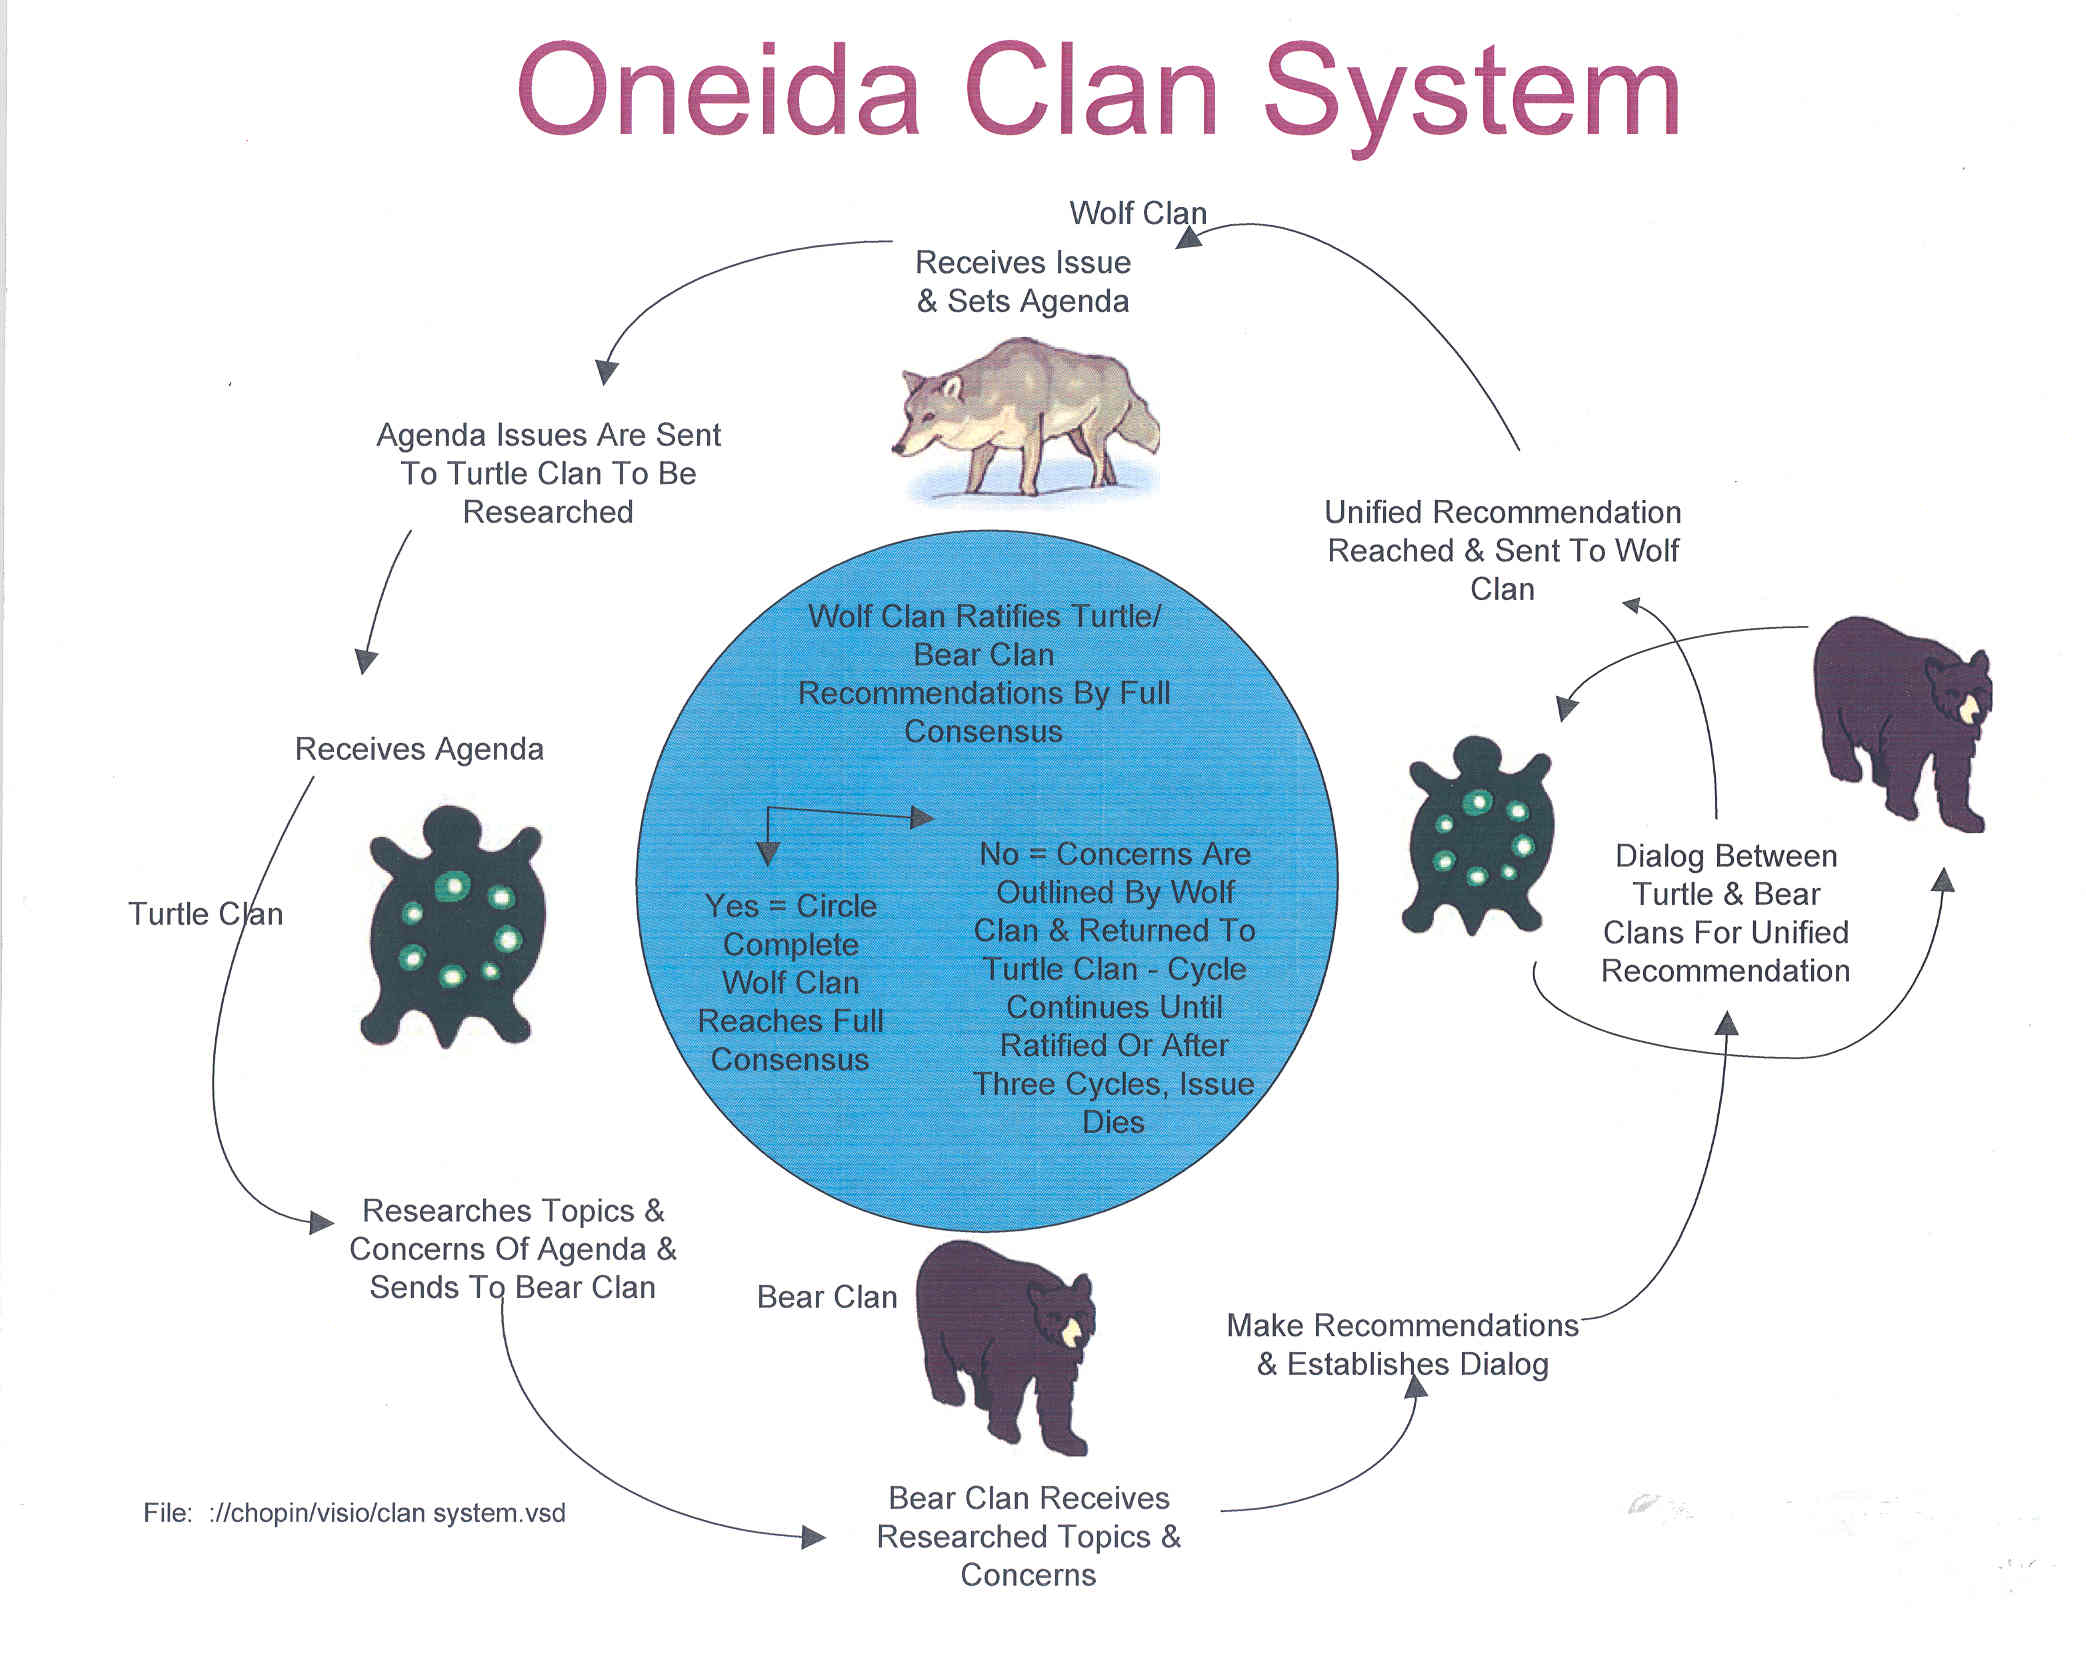 Oneida Clan System
Wolf Clan
Receives Issue
& Sets Agenda
Agenda Issues Are Sent
To Turtle Clan To Be
Researched
Receives Agenda
Turtle Clan
Researches Topics &
Concerns Of Agenda &
Sends To Bear Clan
Bear Clan
Bear Clan Receives
Researched Topics &
Concerns
Make Recommendations
& Establishes Dialog
Dialog Between
Turtle & Bear
Clans For Unified
Recommendation
Unified Recommendation
Reached & Sent To Wolf
Clan
Wolf Clan Ratifies Turtle/
Bear Clan
Recommendations By Full
Consensus
Yes = Circle
Complete
Wolf Clan
Reaches Full
Consensus
No = Concerns Are
Outlined By Wolf
Clan & Returned To
Turtle Clan - Cycle
Continues Until
Ratified Or After
Three Cycles, Issue
Dies
File:  ://chopin/visio/clan system.vsd